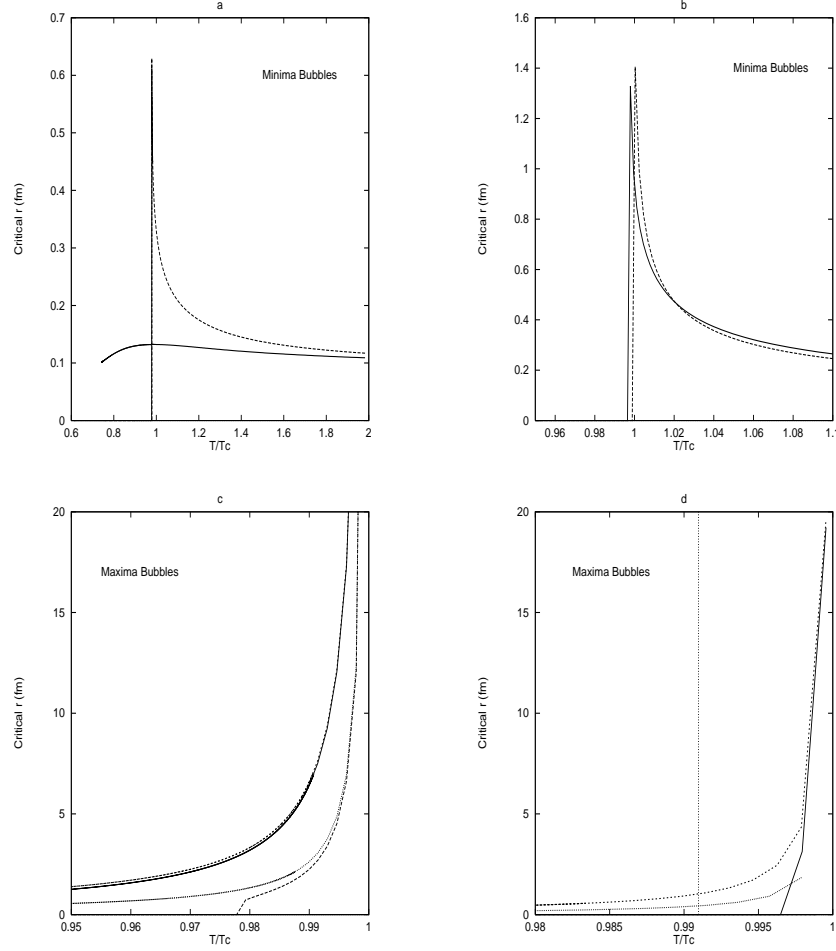 a
0.7
0.6
0.5
0.4
0.3
0.2
0.1
0
Critical r (fm)
Minima Bubbles
0.6 0.8 1 1.2 1.4 1.6 1.8 2
T/Tc
b
1.6
1.4
1.2
1
0.8
0.6
0.4
0.2
0
Critical r (fm)
Minima Bubbles
0.96 0.98 1 1.02 1.04 1.06 1.08 1.1
T/Tc
c
20
15
10
5
0
Critical r (fm)
Maxima Bubbles
0.95 0.96 0.97 0.98 0.99 1
T/Tc
d
20
15
10
5
0
Critical r (fm)
Maxima Bubbles
0.98 0.985 0.99 0.995 1
T/Tc